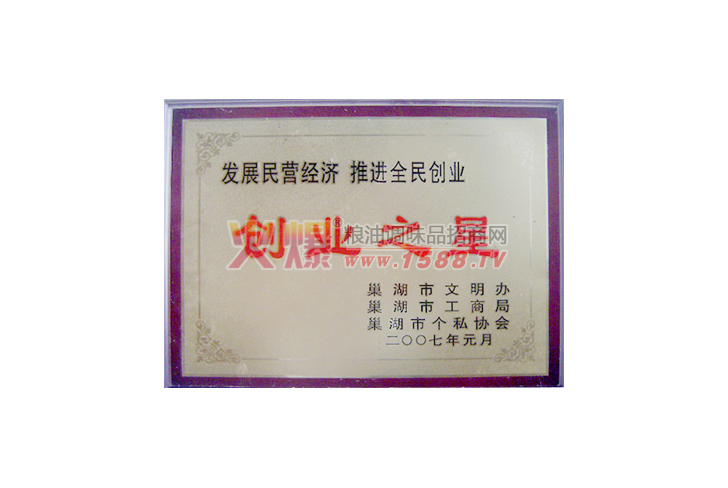 发展民营经济 推进全民创业
创业之星
火爆®粮油调味品招商网
www.1588.TV
巢湖市文明办
巢湖市工商局
巢湖市个私协会
二〇〇七年元月